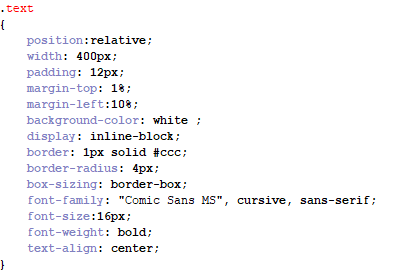 .text
{
position:relative;
width: 400px;
padding: 12px;
margin-top: 1%;
margin-left:10%;
background-color: white ;
display: inline-block;
border: 1px solid #ccc;
border-radius: 4px;
box-sizing: border-box;
font-family: "Comic Sans MS", cursive, sans-serif;
font-size:16px;
font-weight: bold;
text-align: center;
}